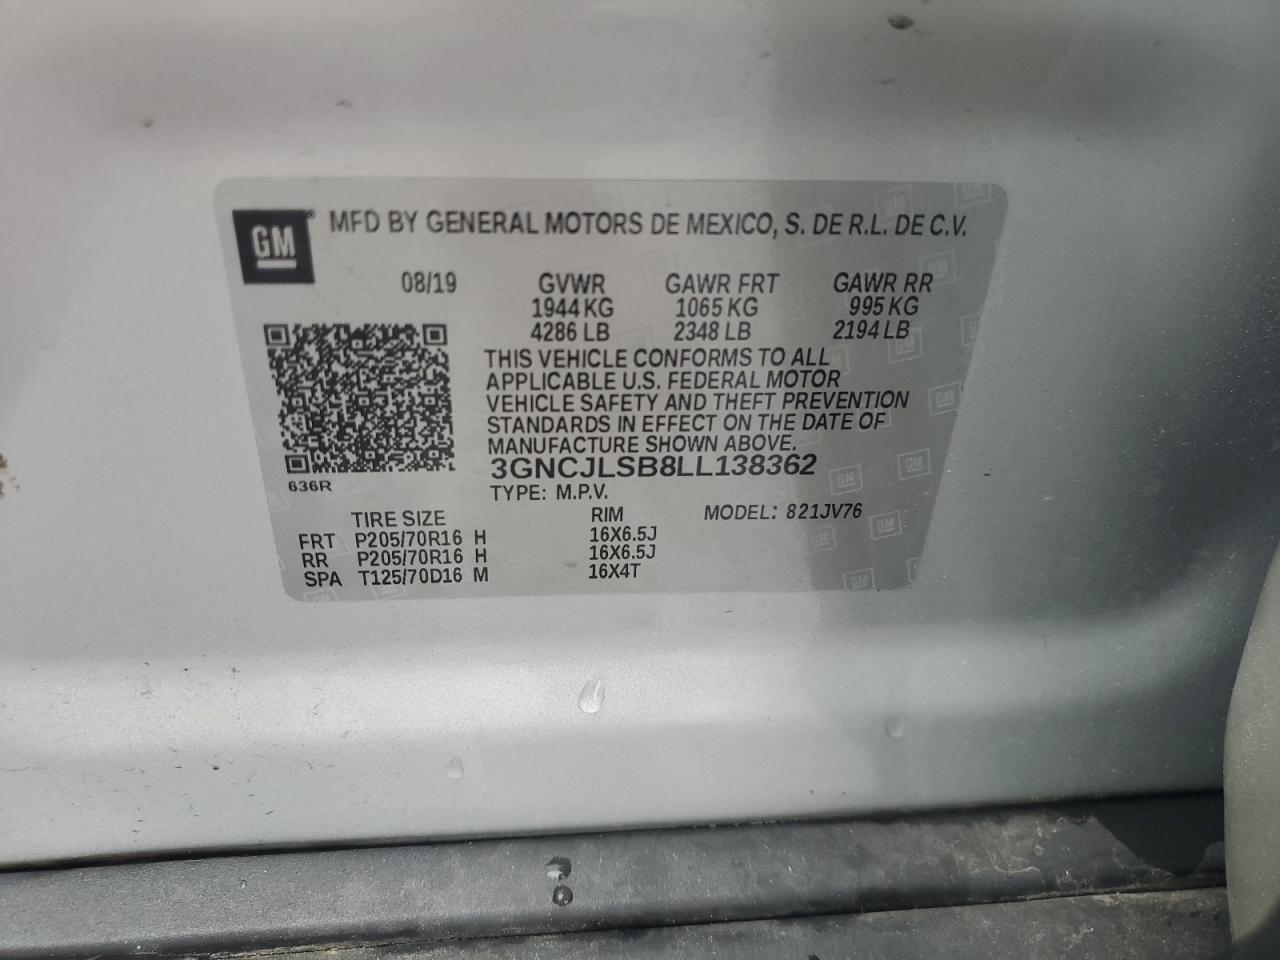 GM® MFD BY GENERAL MOTORS DE MEXICO, S. DE R.L. DE C.V.
08/19 GVWR GAWR FRT GAWR RR
1944 KG 1065 KG 995 KG
4286 LB 2348 LB 2194 LB
THIS VEHICLE CONFORMS TO ALL
APPLICABLE U.S. FEDERAL MOTOR
VEHICLE SAFETY AND THEFT PREVENTION
STANDARDS IN EFFECT ON THE DATE OF
MANUFACTURE SHOWN ABOVE.
3GNCJLSB8LL138362
636R
TYPE: M.P.V.
TIRE SIZE RIM MODEL: 821JV76
FRT P205/70R16 H 16X6.5J
RR P205/70R16 H 16X6.5J
SPA T125/70D16 M 16X4T